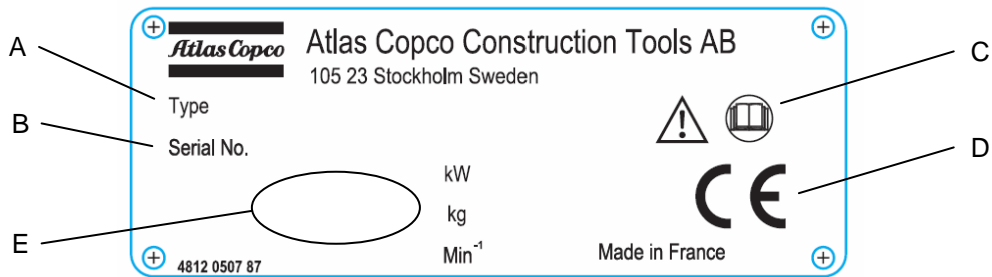 A
B
E
Atlas Copco
Atlas Copco Construction Tools AB
105 23 Stockholm Sweden
Type
Serial No.
kW
kg
Min-1
CE
Made in France
4812 0507 87
C
D